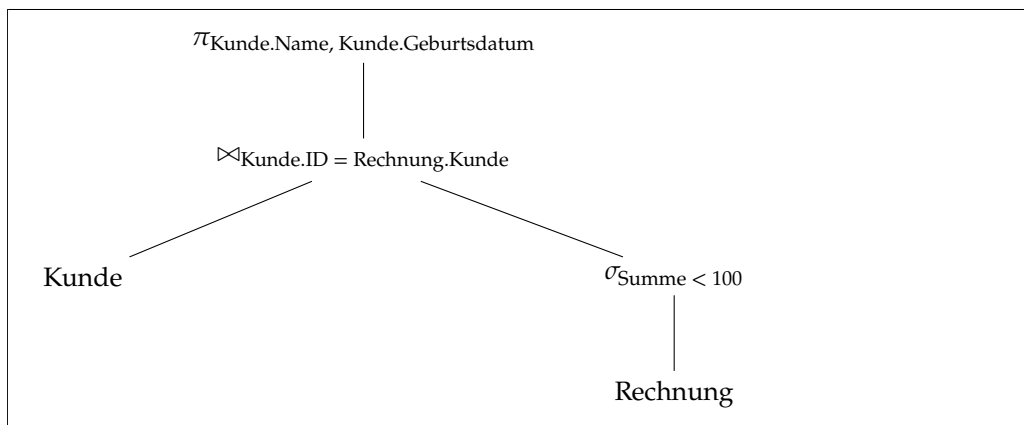 πKunde.Name, Kunde.Geburtsdatum
⋈Kunde.ID = Rechnung.Kunde
Kunde
σSumme < 100
Rechnung